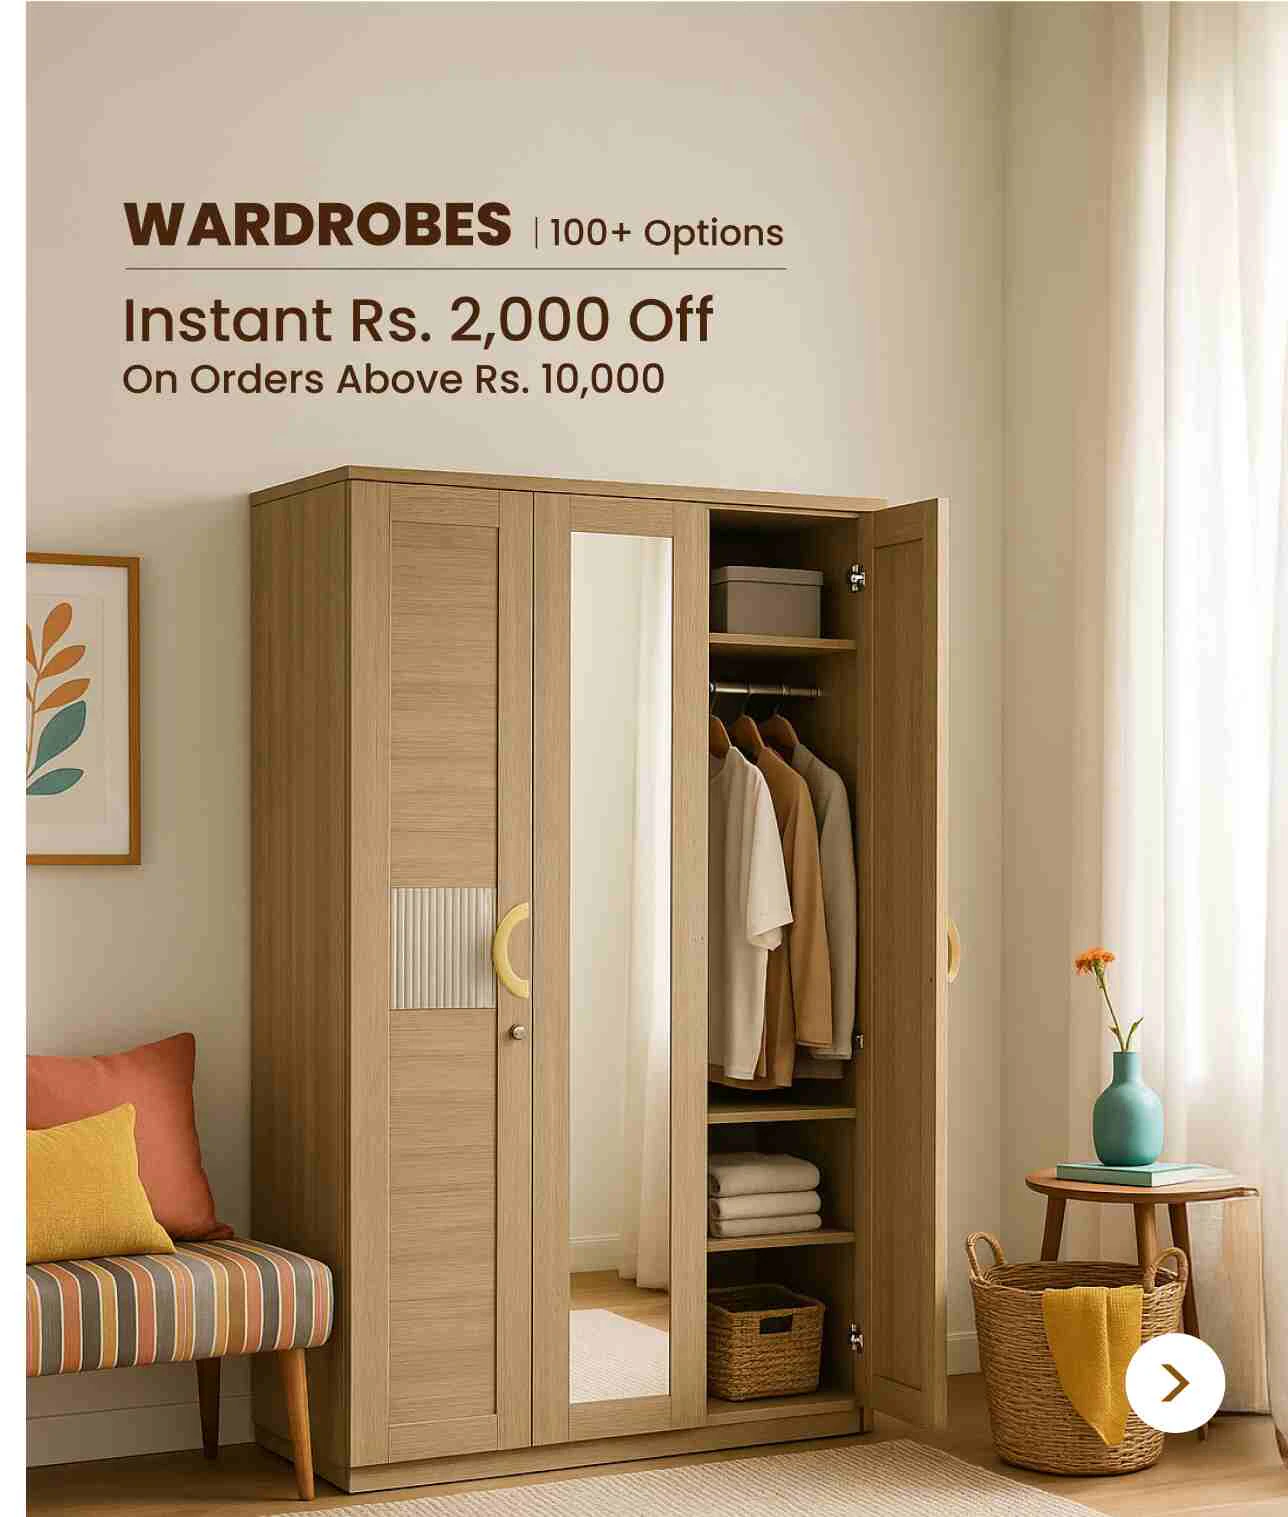 WARDROBES | 100+ Options
Instant Rs. 2,000 Off
On Orders Above Rs. 10,000